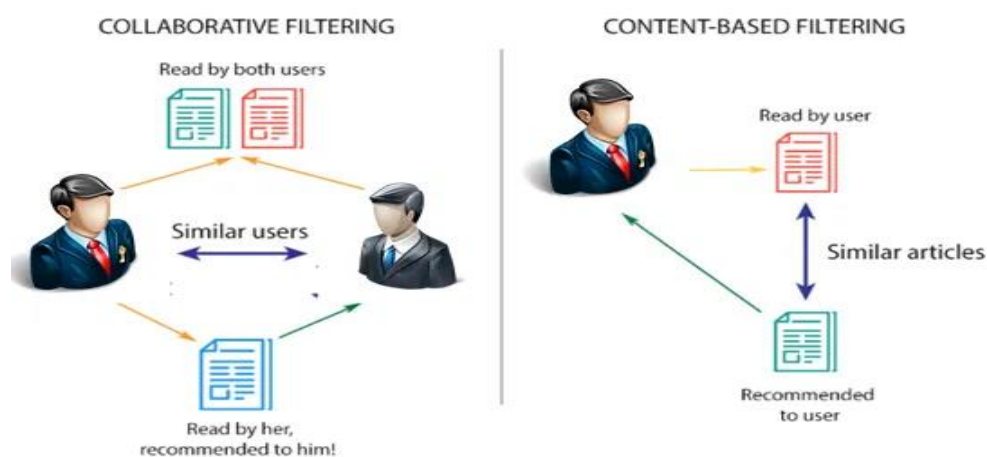 COLLABORATIVE FILTERING
Read by both users
Similar users
Read by her,
recommended to him!
CONTENT-BASED FILTERING
Read by user
Similar articles
Recommended
to user